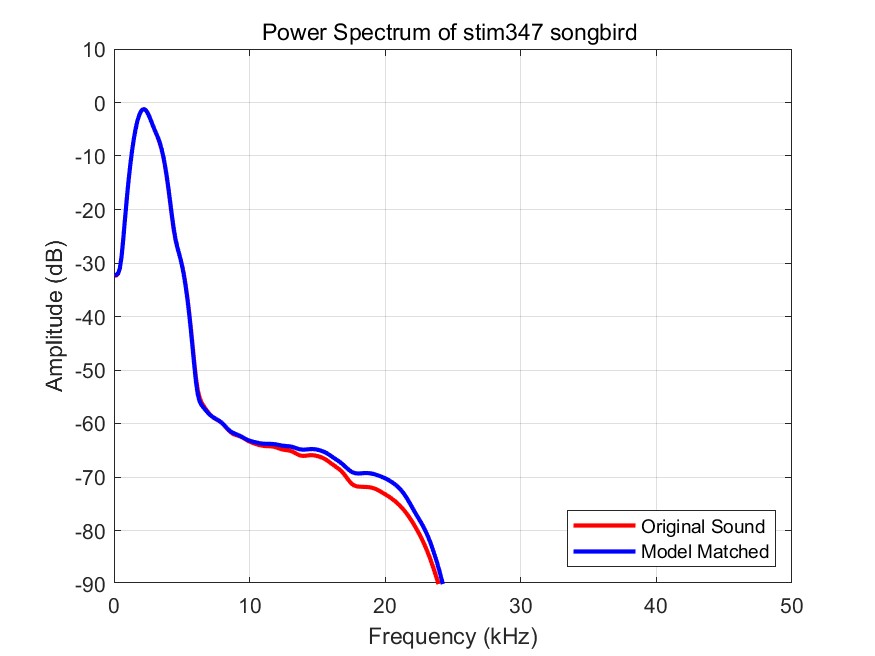 Power Spectrum of stim347 songbird
10
0
-10
-20
-30
-40
-50
-60
-70
-80
-90
Amplitude (dB)
Original Sound
Model Matched
0 10 20 30 40 50
Frequency (kHz)